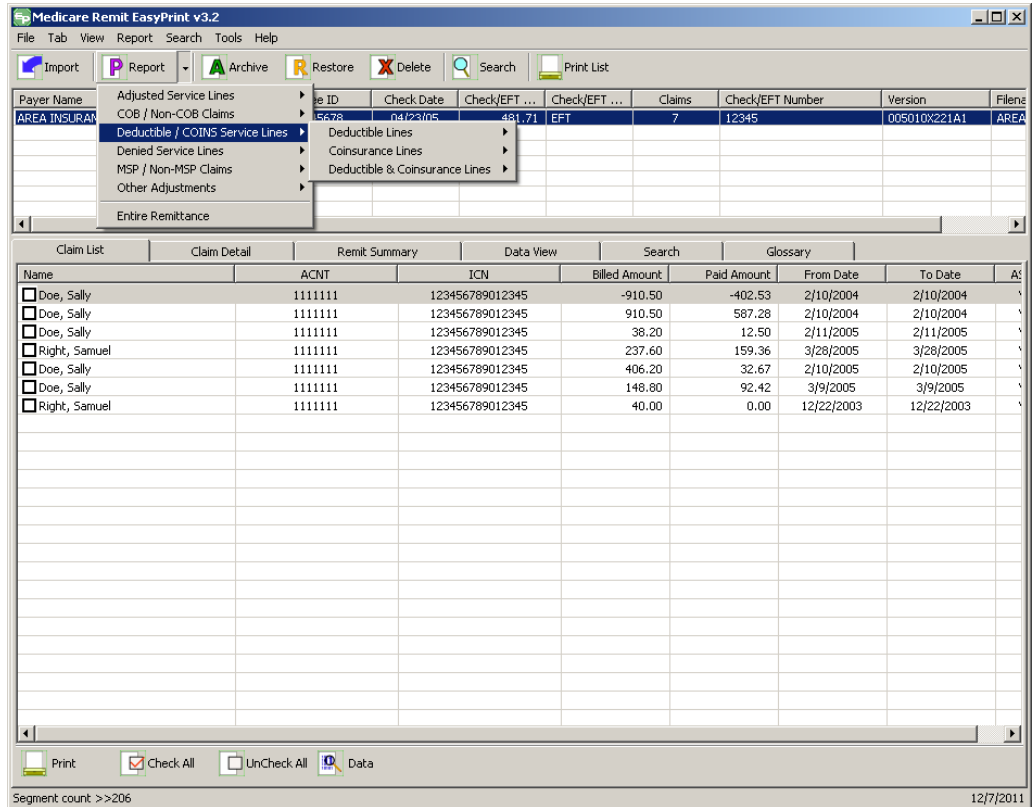 Medicare Remit EasyPrint v3.2
File Tab View Report Search Tools Help
Import Report Archive Restore Delete Search Print List
Payer Name ee ID Check Date Check/EFT ... Check/EFT ... Claims Check/EFT Number Version Filena
AREA INSURAN 5678 04/23/05 481.71 EFT 7 12345 005010X221A1 AREA
Adjusted Service Lines
COB / Non-COB Claims
Deductible / COINS Service Lines
Denied Service Lines
MSP / Non-MSP Claims
Other Adjustments
Entire Remittance
Deductible Lines
Coinsurance Lines
Deductible & Coinsurance Lines
Claim List Claim Detail Remit Summary Data View Search Glossary
Name ACNT ICN Billed Amount Paid Amount From Date To Date AS
Doe, Sally 1111111 123456789012345 -910.50 -402.53 2/10/2004 2/10/2004
Doe, Sally 1111111 123456789012345 910.50 587.28 2/10/2004 2/10/2004
Doe, Sally 1111111 123456789012345 38.20 12.50 2/11/2005 2/11/2005
Right, Samuel 1111111 123456789012345 237.60 159.36 3/28/2005 3/28/2005
Doe, Sally 1111111 123456789012345 406.20 32.67 2/10/2005 2/10/2005
Doe, Sally 1111111 123456789012345 148.80 92.42 3/9/2005 3/9/2005
Right, Samuel 1111111 123456789012345 40.00 0.00 12/22/2003 12/22/2003
Print Check All UnCheck All Data
Segment count >>206 12/7/2011